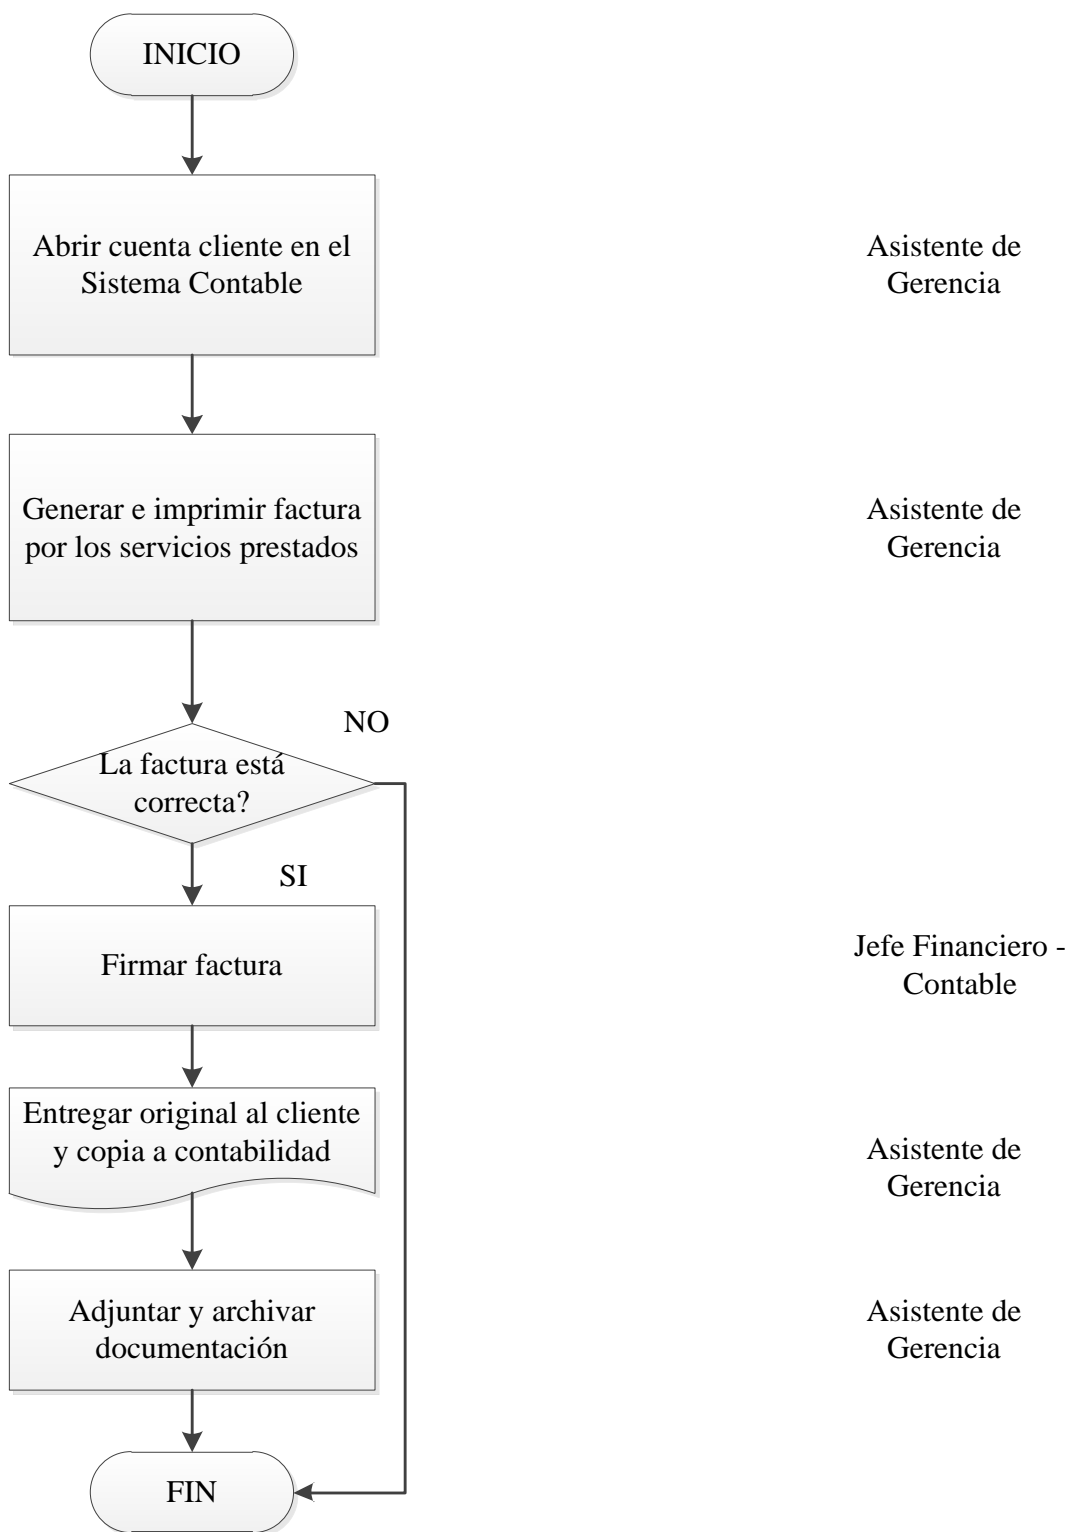 INICIO
Abrir cuenta cliente en el
Sistema Contable
Asistente de
Gerencia
Generar e imprimir factura
por los servicios prestados
Asistente de
Gerencia
NO
La factura está
correcta?
SI
Firmar factura
Jefe Financiero -
Contable
Entregar original al cliente
y copia a contabilidad
Asistente de
Gerencia
Adjuntar y archivar
documentación
Asistente de
Gerencia
FIN